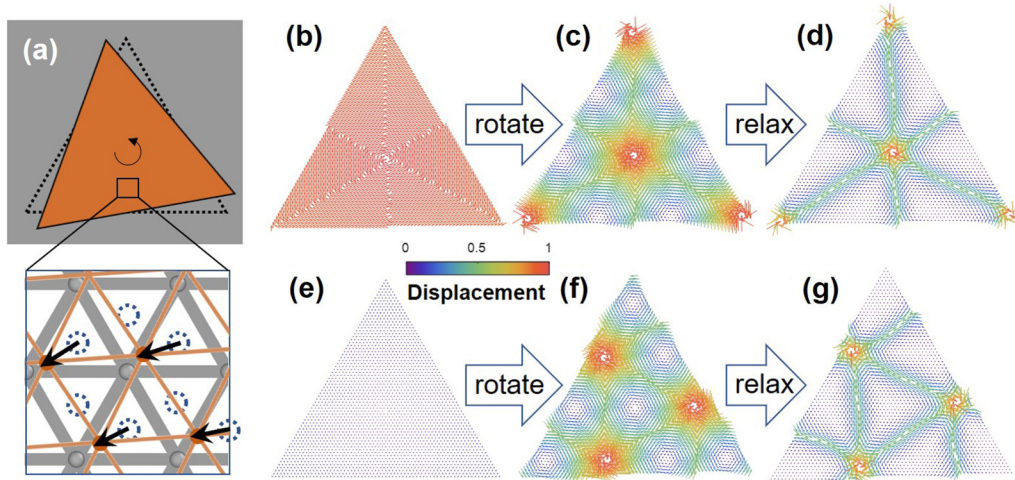 (a)
(b)
(c)
(d)
rotate
relax
0
0.5
1
Displacement
(e)
(f)
(g)
rotate
relax